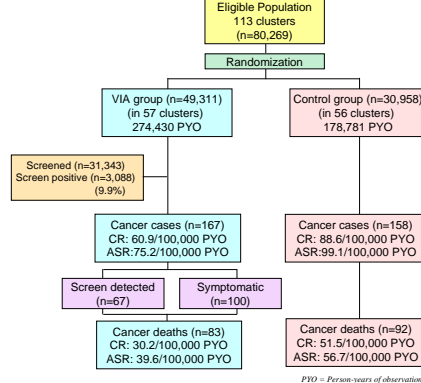 Eligible Population
113 clusters
(n=80,269)
Randomization
VIA group (n=49,311)
(in 57 clusters)
274,430 PYO
Control group (n=30,958)
(in 56 clusters)
178,781 PYO
Screened (n=31,343)
Screen positive (n=3,088)
(9.9%)
Cancer cases (n=167)
CR: 60.9/100,000 PYO
ASR:75.2/100,000 PYO
Cancer cases (n=158)
CR: 88.6/100,000 PYO
ASR:99.1/100,000 PYO
Screen detected
(n=67)
Symptomatic
(n=100)
Cancer deaths (n=83)
CR: 30.2/100,000 PYO
ASR: 39.6/100,000 PYO
Cancer deaths (n=92)
CR: 51.5/100,000 PYO
ASR: 56.7/100,000 PYO
PYO = Person-years of observation